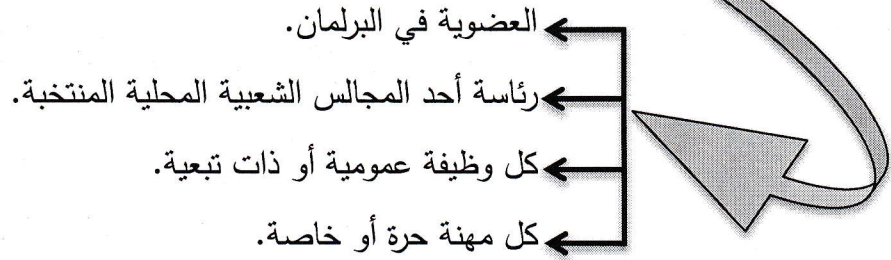 العضوية في البرلمان.
رئاسة أحد المجالس الشعبية المحلية المنتخبة.
كل وظيفة عمومية أو ذات تبعية.
كل مهنة حرة أو خاصة.